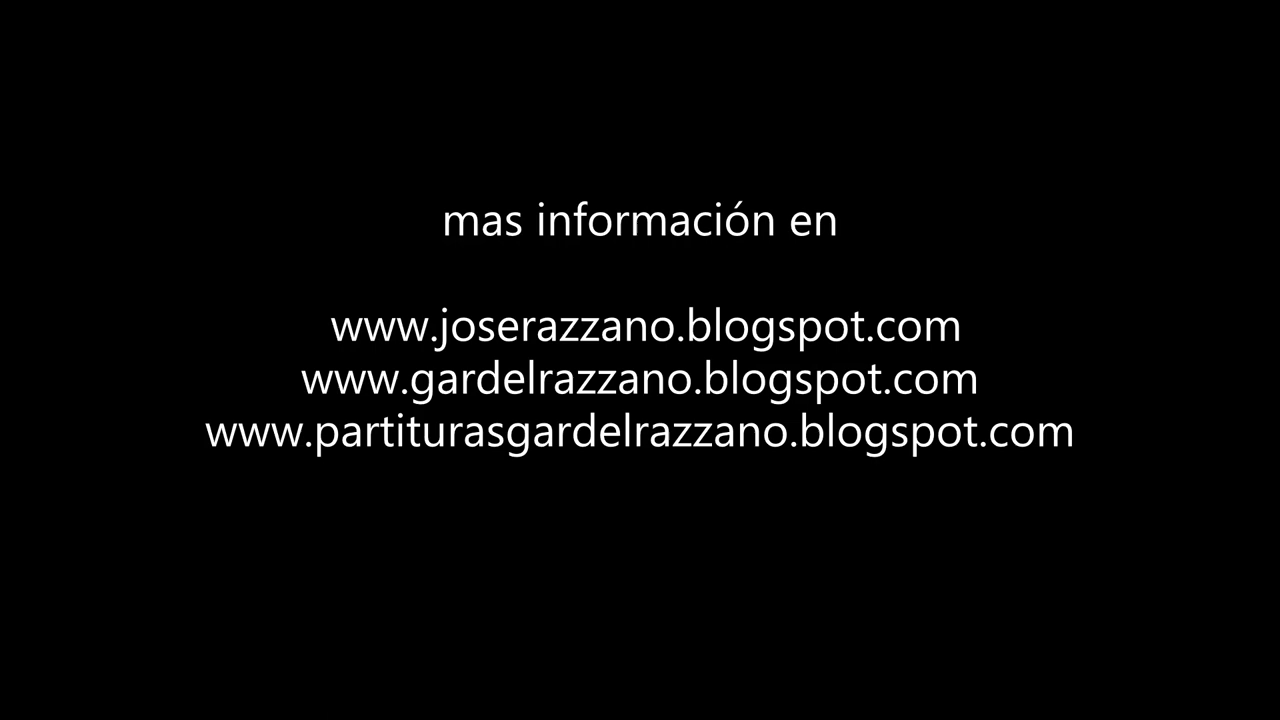 mas información en
www.joserazzano.blogspot.com
www.gardelrazzano.blogspot.com
www.partiturasgardelrazzano.blogspot.com